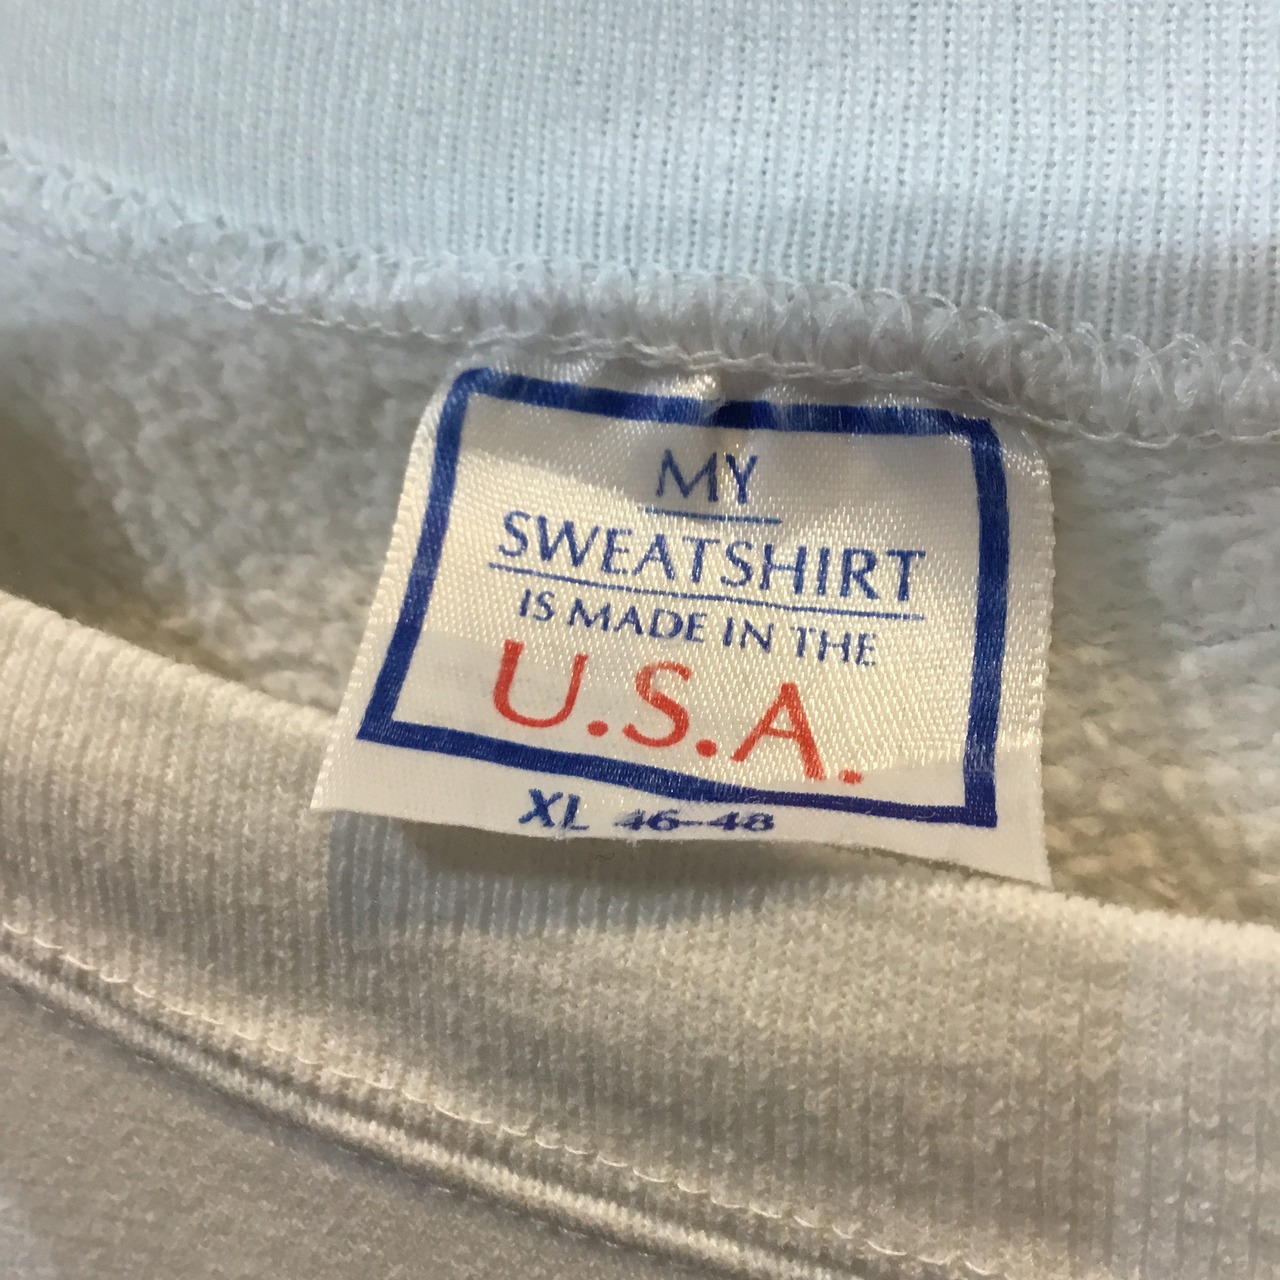 MY
SWEATSHIRT
IS MADE IN THE
U.S.A.
XL 46-48